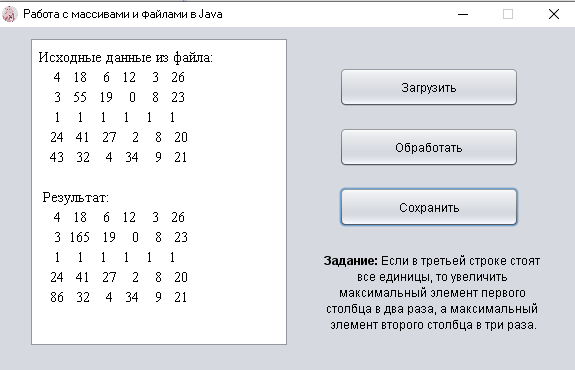 Работа с массивами и файлами в Java
Исходные данные из файла:
4 18 6 12 3 26
3 55 19 0 8 23
1 1 1 1 1 1
24 41 27 2 8 20
43 32 4 34 9 21
Результат:
4 18 6 12 3 26
3 165 19 0 8 23
1 1 1 1 1 1
24 41 27 2 8 20
86 32 4 34 9 21
Загрузить
Обработать
Сохранить
Задание: Если в третьей строке стоят
все единицы, то увеличить
максимальный элемент первого
столбца в два раза, а максимальный
элемент второго столбца в три раза.